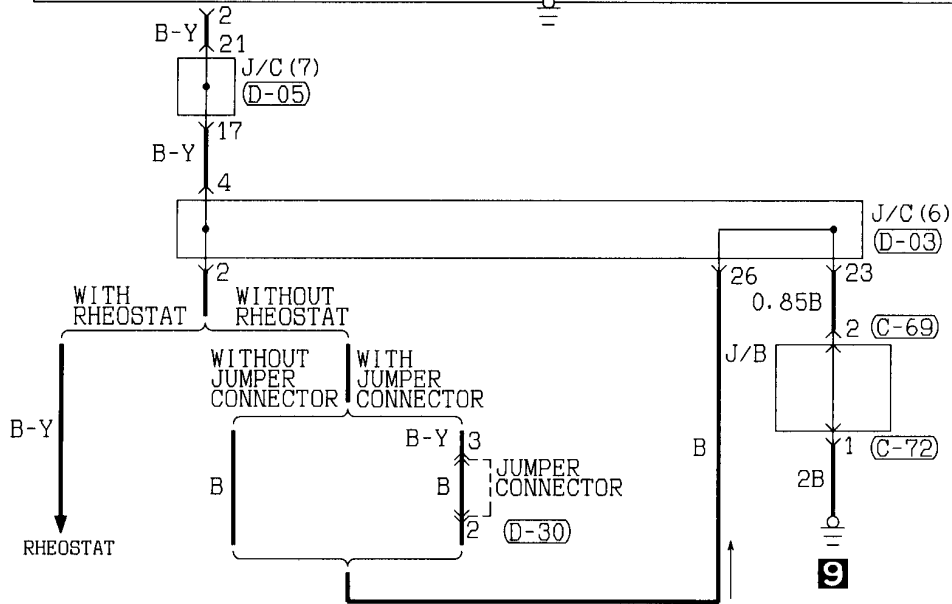 2
B-Y
21
J/C (7)
D-05
17
B-Y
4
J/C (6)
D-03
2
26
23
WITH
RHEOSTAT
WITHOUT
RHEOSTAT
0.85B
2
C-69
J/B
WITHOUT
JUMPER
CONNECTOR
WITH
JUMPER
CONNECTOR
B-Y
B-Y
3
B
1
C-72
B
B
JUMPER
CONNECTOR
2B
2
D-30
RHEOSTAT
9